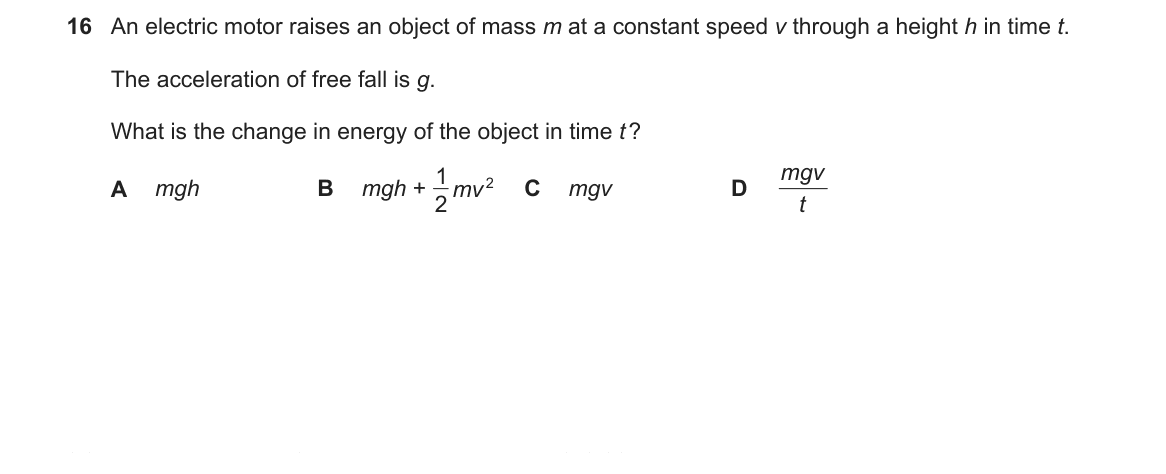 16 An electric motor raises an object of mass m at a constant speed v through a height h in time t.
The acceleration of free fall is g.
What is the change in energy of the object in time t?
A mgh B mgh + 1/2 mv² C mgv D mgv/t